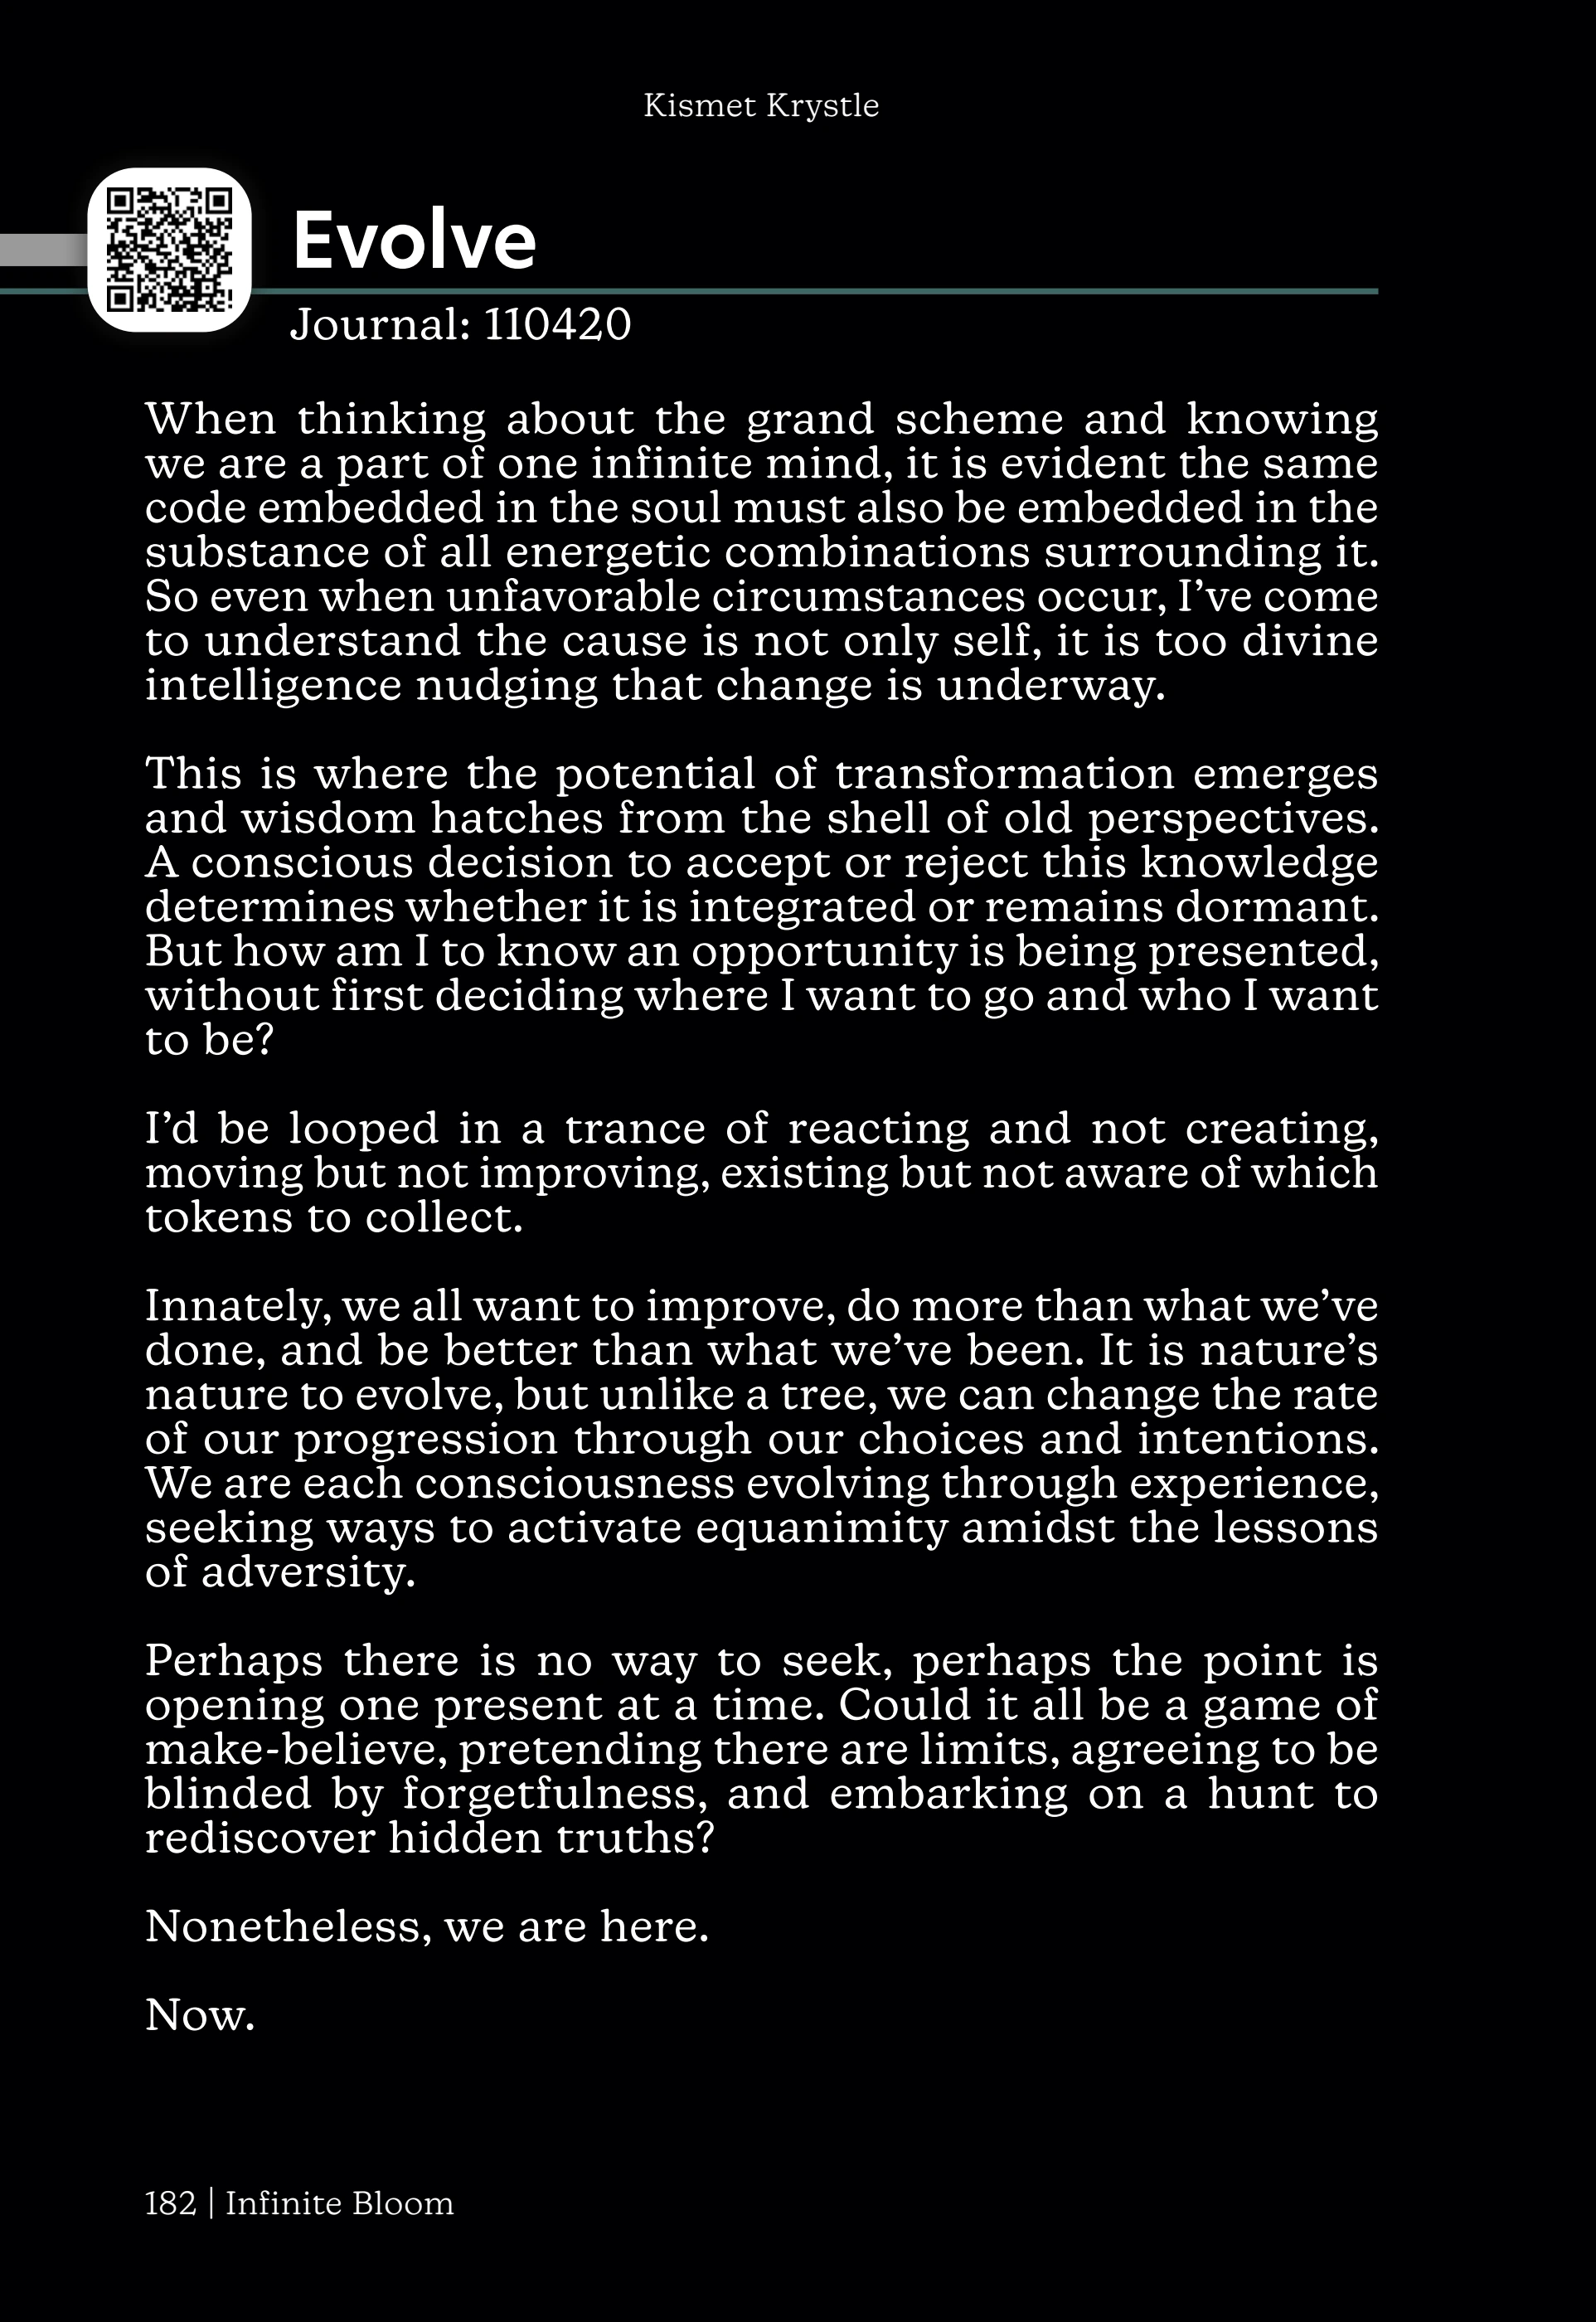 Kismet Krystle
Evolve
Journal: 110420
When thinking about the grand scheme and knowing
we are a part of one infinite mind, it is evident the same
code embedded in the soul must also be embedded in the
substance of all energetic combinations surrounding it.
So even when unfavorable circumstances occur, I’ve come
to understand the cause is not only self, it is too divine
intelligence nudging that change is underway.
This is where the potential of transformation emerges
and wisdom hatches from the shell of old perspectives.
A conscious decision to accept or reject this knowledge
determines whether it is integrated or remains dormant.
But how am I to know an opportunity is being presented,
without first deciding where I want to go and who I want
to be?
I’d be looped in a trance of reacting and not creating,
moving but not improving, existing but not aware of which
tokens to collect.
Innately, we all want to improve, do more than what we’ve
done, and be better than what we’ve been. It is nature’s
nature to evolve, but unlike a tree, we can change the rate
of our progression through our choices and intentions.
We are each consciousness evolving through experience,
seeking ways to activate equanimity amidst the lessons
of adversity.
Perhaps there is no way to seek, perhaps the point is
opening one present at a time. Could it all be a game of
make-believe, pretending there are limits, agreeing to be
blinded by forgetfulness, and embarking on a hunt to
rediscover hidden truths?
Nonetheless, we are here.
Now.
182 | Infinite Bloom